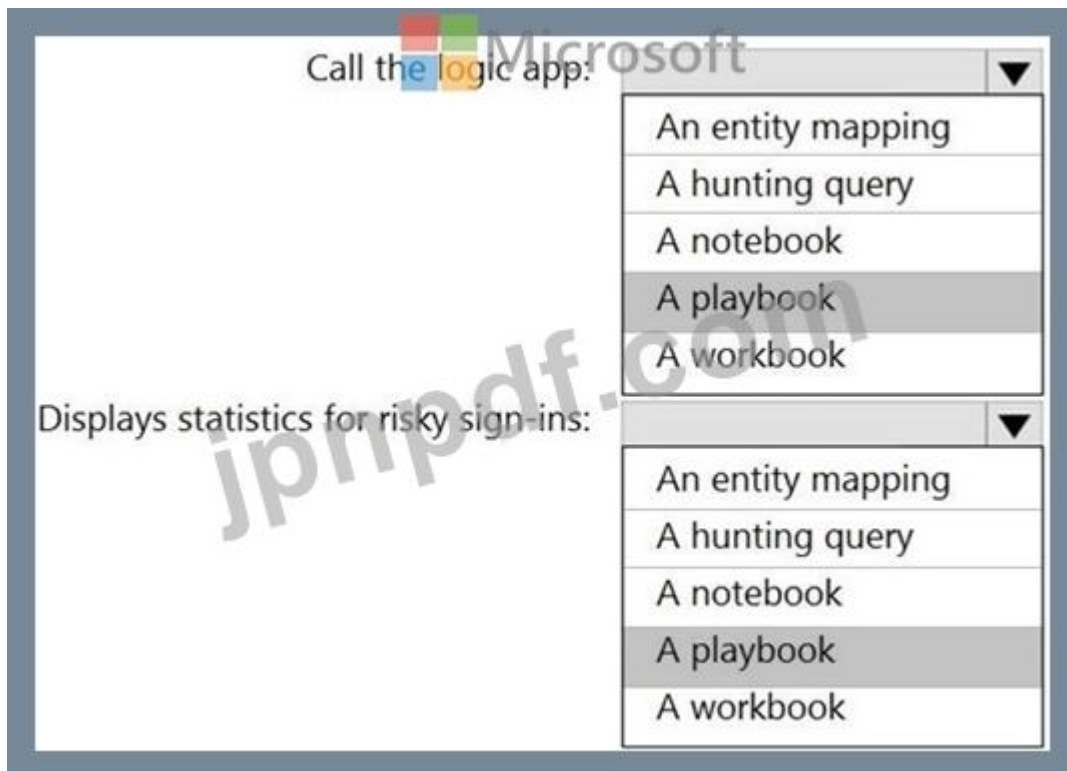 Microsoft
Call the logic app:
An entity mapping
A hunting query
A notebook
A playbook
A workbook
Displays statistics for risky sign-ins:
An entity mapping
A hunting query
A notebook
A playbook
A workbook
jpnpdf.com